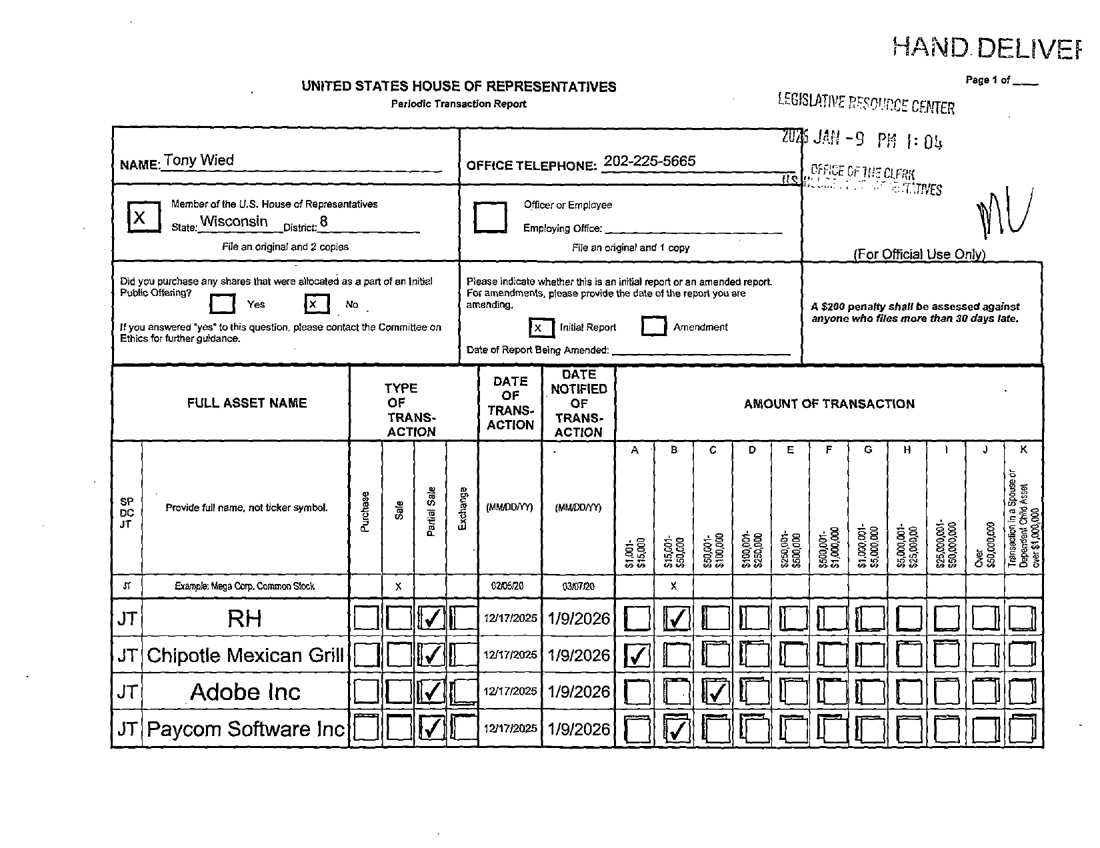 HAND DELIVER
Page 1 of
UNITED STATES HOUSE OF REPRESENTATIVES
Periodic Transaction Report
LEGISLATIVE RESOURCE CENTER
2026 JAN -9 PM 1:04
OFFICE OF THE CLERK
NAME: Tony Wied
OFFICE TELEPHONE: 202-225-5665
X Member of the U.S. House of Representatives
State: Wisconsin District: 8
File an original and 2 copies
Officer or Employee
Employing Office:
File an original and 1 copy
(For Official Use Only)
Did you purchase any shares that were allocated as a part of an Initial
Public Offering?
Yes X No
If you answered "yes" to this question, please contact the Committee on
Ethics for further guidance.
Please indicate whether this is an initial report or an amended report.
For amendments, please provide the date of the report you are
amending.
X Initial Report Amendment
Date of Report Being Amended:
A $200 penalty shall be assessed against
anyone who files more than 30 days late.
FULL ASSET NAME
TYPE
OF
TRANS-
ACTION
DATE
OF
TRANS-
ACTION
DATE
NOTIFIED
OF
TRANS-
ACTION
AMOUNT OF TRANSACTION
SP
DC
JT
Provide full name, not ticker symbol.
Purchase
Sale
Partial Sale
Exchange
(MM/DD/YY)
(MM/DD/YY)
A
$1,001-
$15,000
B
$15,001-
$50,000
C
$50,001-
$100,000
D
$100,001-
$250,000
E
$250,001-
$500,000
F
$500,001-
$1,000,000
G
$1,000,001-
$5,000,000
H
$5,000,001-
$25,000,00
I
$25,000,001-
$50,000,000
J
Over
$50,000,000
K
Transaction in a Spouse or
Dependent Child Asset
over $1,000,000
JT Example: Mega Corp. Common Stock X 02/05/20 03/07/20 X
JT RH ✓ 12/17/2025 1/9/2026 ✓
JT Chipotle Mexican Grill ✓ 12/17/2025 1/9/2026 ✓
JT Adobe Inc ✓ 12/17/2025 1/9/2026 ✓
JT Paycom Software Inc ✓ 12/17/2025 1/9/2026 ✓